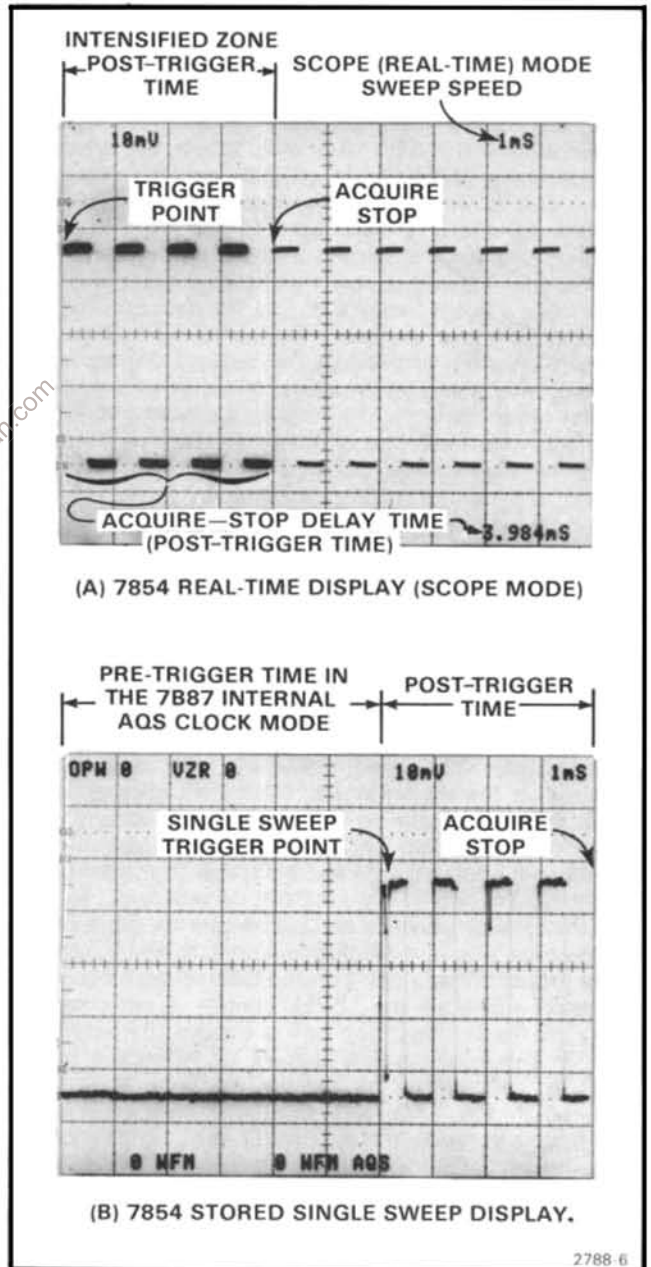 INTENSIFIED ZONE
POST-TRIGGER
TIME
SCOPE (REAL-TIME) MODE
SWEEP SPEED
10mV
1mS
TRIGGER
POINT
ACQUIRE
STOP
ACQUIRE—STOP DELAY TIME
(POST-TRIGGER TIME)
3.984mS
(A) 7854 REAL-TIME DISPLAY (SCOPE MODE)
PRE-TRIGGER TIME IN
THE 7B87 INTERNAL
AQS CLOCK MODE
POST-TRIGGER
TIME
OPW 0 VZR 0 10mV 1mS
SINGLE SWEEP
TRIGGER POINT
ACQUIRE
STOP
0 WFM 0 WFM AQS
(B) 7854 STORED SINGLE SWEEP DISPLAY.
2788-6